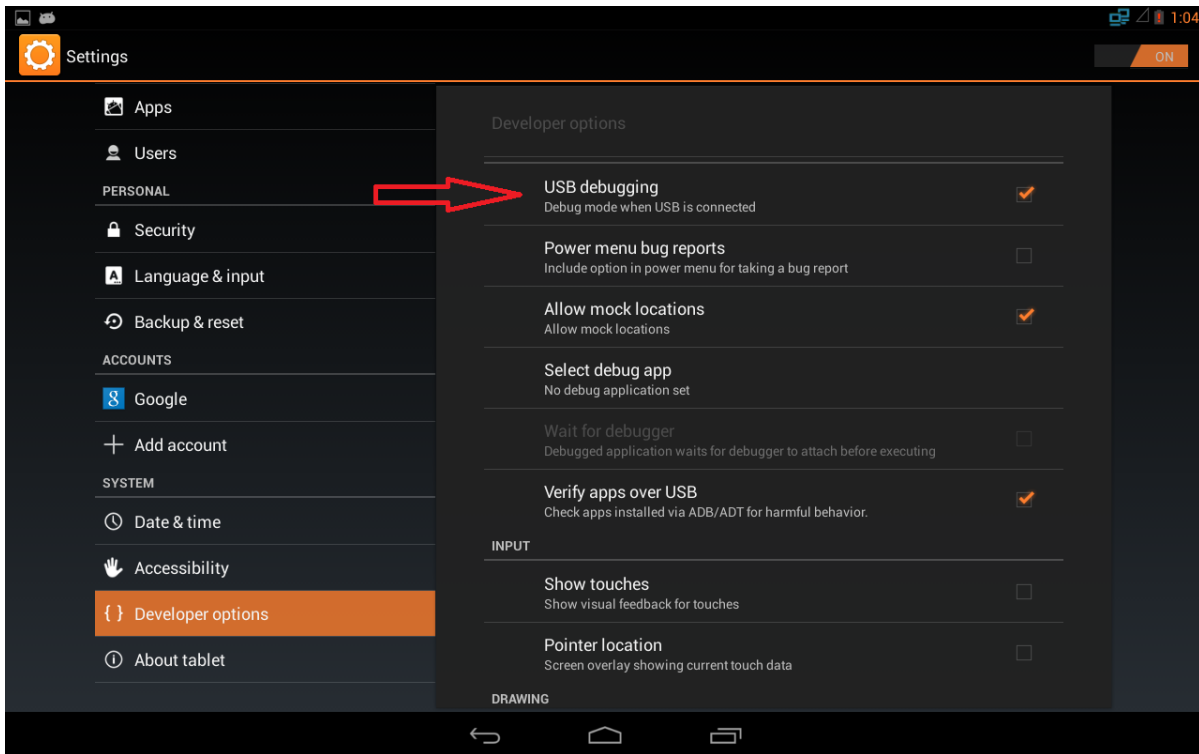 1:04
Settings
ON
Apps
Users
PERSONAL
Security
Language & input
Backup & reset
ACCOUNTS
Google
Add account
SYSTEM
Date & time
Accessibility
{ } Developer options
About tablet
Developer options
USB debugging
Debug mode when USB is connected
Power menu bug reports
Include option in power menu for taking a bug report
Allow mock locations
Allow mock locations
Select debug app
No debug application set
Wait for debugger
Debugged application waits for debugger to attach before executing
Verify apps over USB
Check apps installed via ADB/ADT for harmful behavior.
INPUT
Show touches
Show visual feedback for touches
Pointer location
Screen overlay showing current touch data
DRAWING